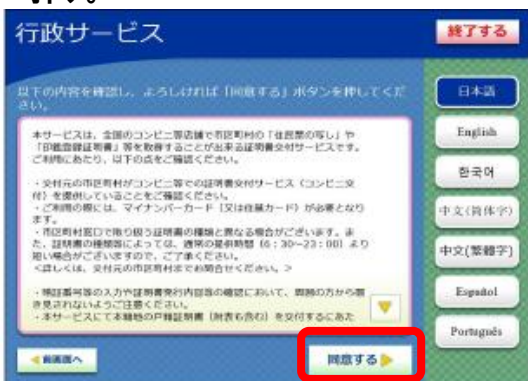 行政サービス
終了する
以下の内容を確認し、よろしければ「同意する」ボタンを押してくだ
さい。
本サービスは、全国のコンビニ等店舗で市区町村の「住民票の写し」や
「印鑑登録証明書」等を取得することが出来る証明書交付サービスです。
ご利用にあたり、以下の点をご確認ください。
・交付元の市区町村がコンビニ等での証明書交付サービス（コンビニ交
付）を提供していることをご確認ください。
・ご利用の際には、マイナンバーカード（又は住基カード）が必要となり
ます。
・市区町村窓口で取り扱う証明書の種類と異なる場合がございます。ま
た、証明書の種類等によっては、通常の提供時間（6：30～23：00）より
短い場合がございますので、ご了承ください。
＜詳しくは、交付元の市区町村までお問合せください。＞
・暗証番号等の入力や証明書発行内容等の確認において、周囲の方から覗
き見されないようご注意ください。
・本サービスにて本籍地の戸籍証明書（附票も含む）を交付するにあた
前画面へ
同意する
日本語
English
한국어
中文(简体字)
中文(繁體字)
Español
Português